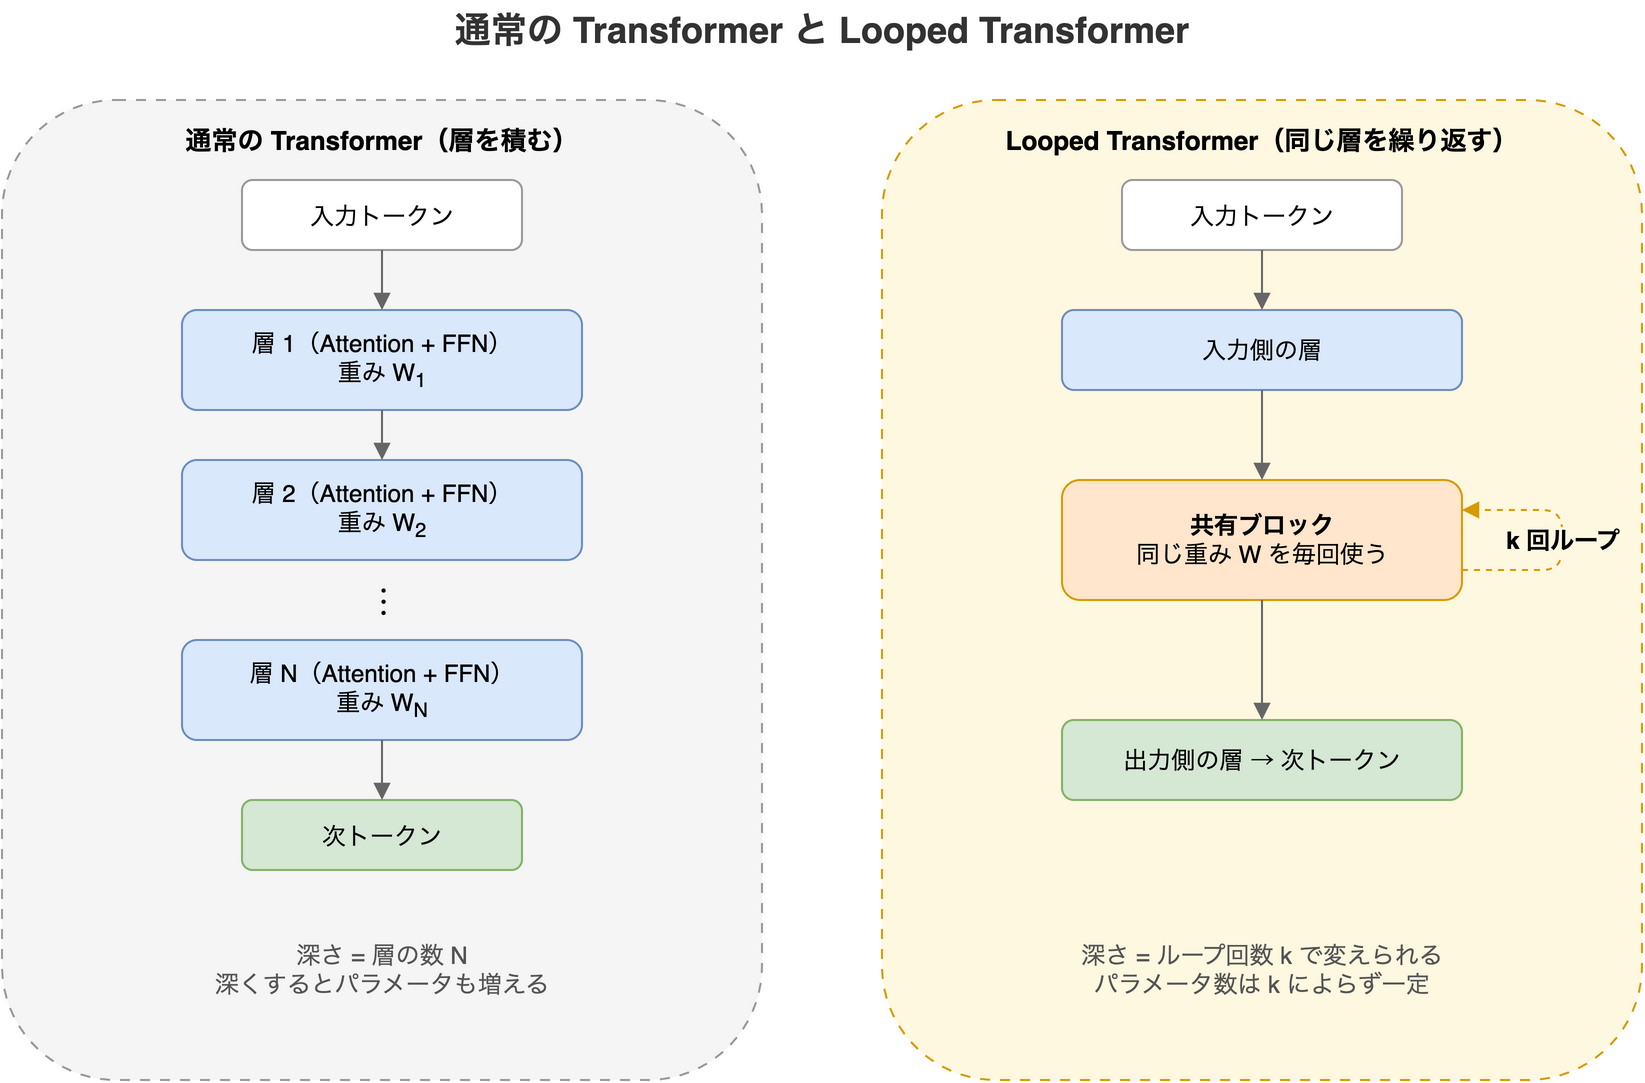 通常の Transformer と Looped Transformer
通常の Transformer（層を積む）
入力トークン
層 1（Attention + FFN）
重み W₁
層 2（Attention + FFN）
重み W₂
⋮
層 N（Attention + FFN）
重み W_N
次トークン
深さ = 層の数 N
深くするとパラメータも増える
Looped Transformer（同じ層を繰り返す）
入力トークン
入力側の層
共有ブロック
同じ重み W を毎回使う
k 回ループ
出力側の層 → 次トークン
深さ = ループ回数 k で変えられる
パラメータ数は k によらず一定